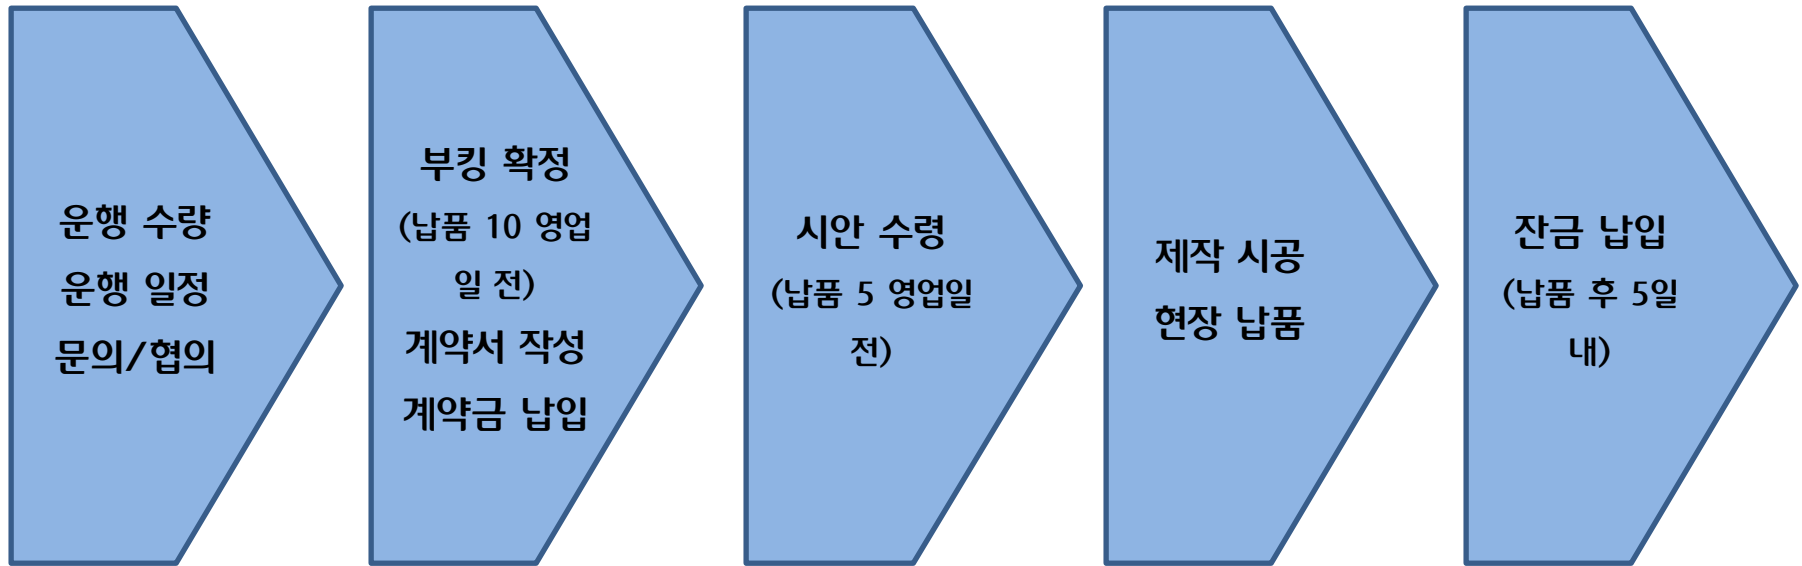 운행 수량
운행 일정
문의/협의
부킹 확정
(납품 10 영업
일 전)
계약서 작성
계약금 납입
시안 수령
(납품 5 영업일
전)
제작 시공
현장 납품
잔금 납입
(납품 후 5일
내)